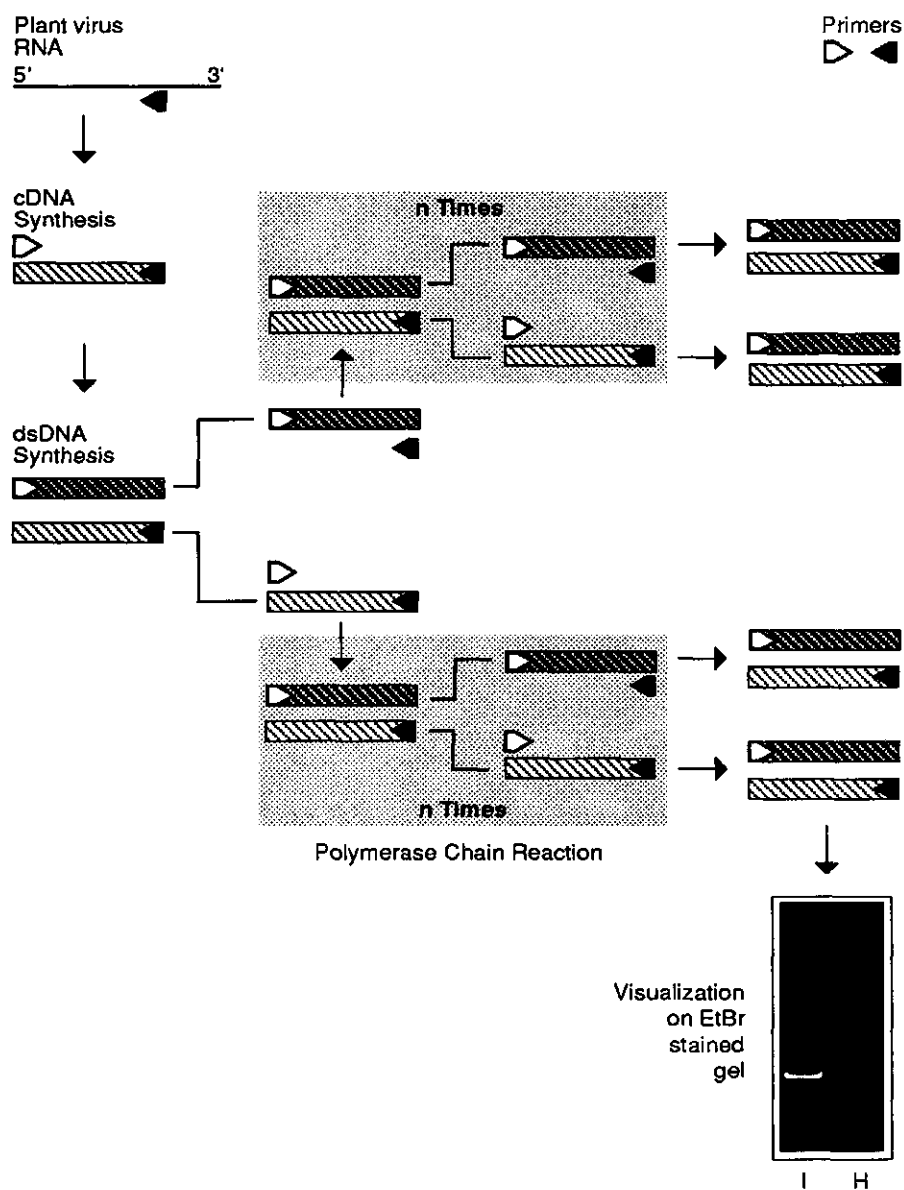 Plant virus
RNA
5' 3'
Primers
cDNA
Synthesis
n Times
dsDNA
Synthesis
n Times
Polymerase Chain Reaction
Visualization
on EtBr
stained
gel
I H